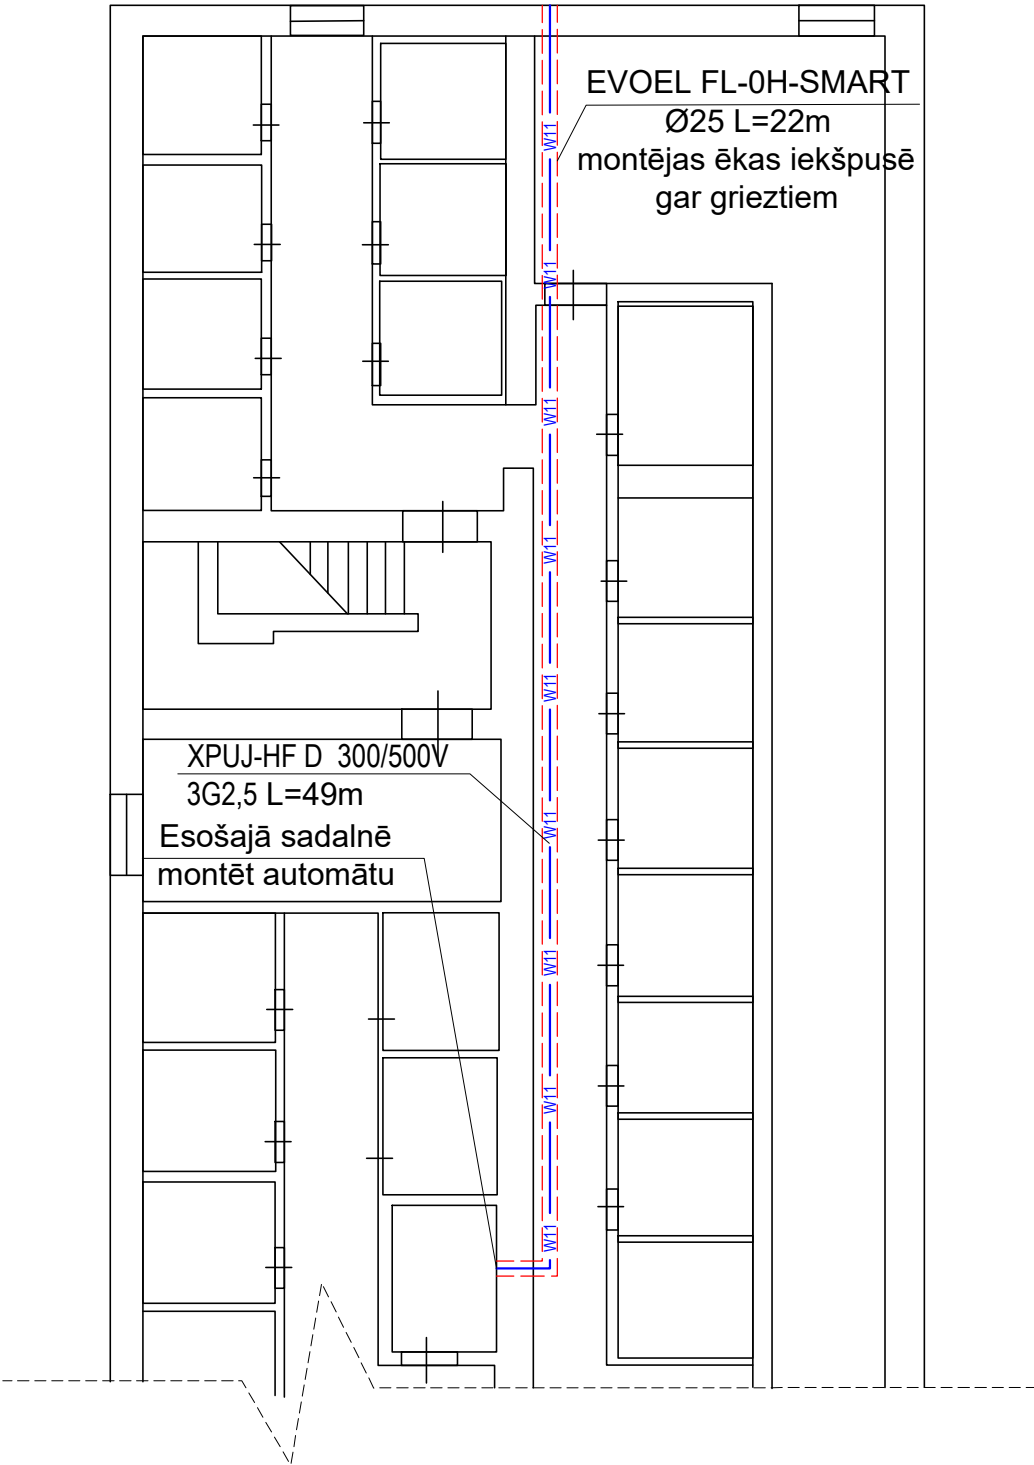 EVOEL FL-0H-SMART
Ø25 L=22m
montējas ēkas iekšpusē
gar grieztiem
W11
W11
W11
W11
W11
XPUJ-HF D 300/500V
3G2,5 L=49m
Esošajā sadalnē
montēt automātu
W11
W11
W11
W11